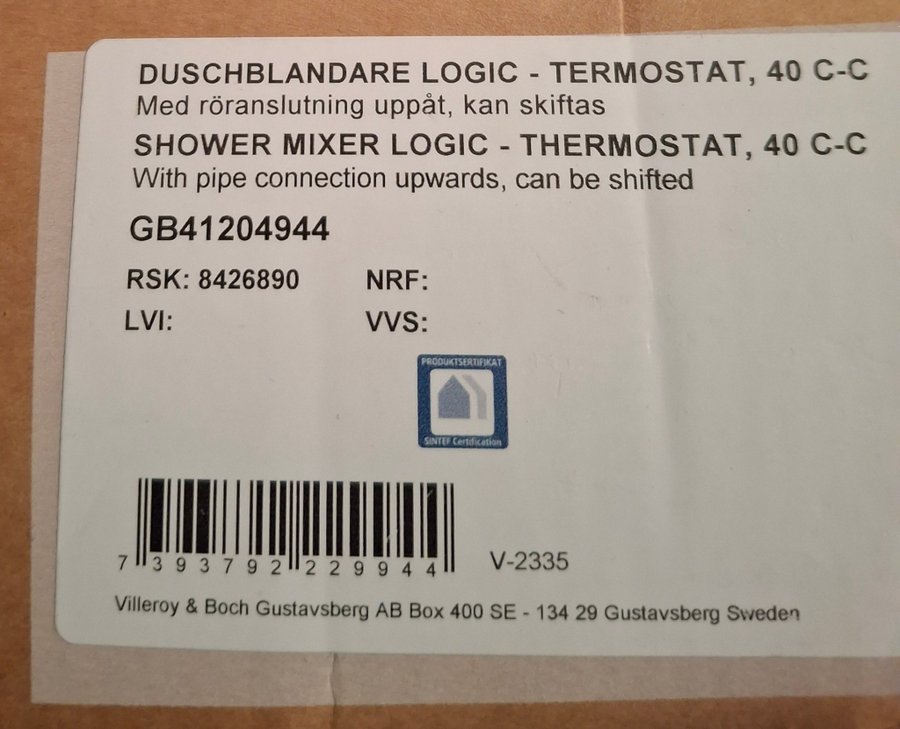 DUSCHBLANDARE LOGIC - TERMOSTAT, 40 C-C
Med röranslutning uppåt, kan skiftas
SHOWER MIXER LOGIC - THERMOSTAT, 40 C-C
With pipe connection upwards, can be shifted
GB41204944
RSK: 8426890 NRF:
LVI: VVS:
PRODUKTSERTIFIKAT
SINTEF Certification
7 393792 229944 V-2335
Villeroy & Boch Gustavsberg AB Box 400 SE - 134 29 Gustavsberg Sweden